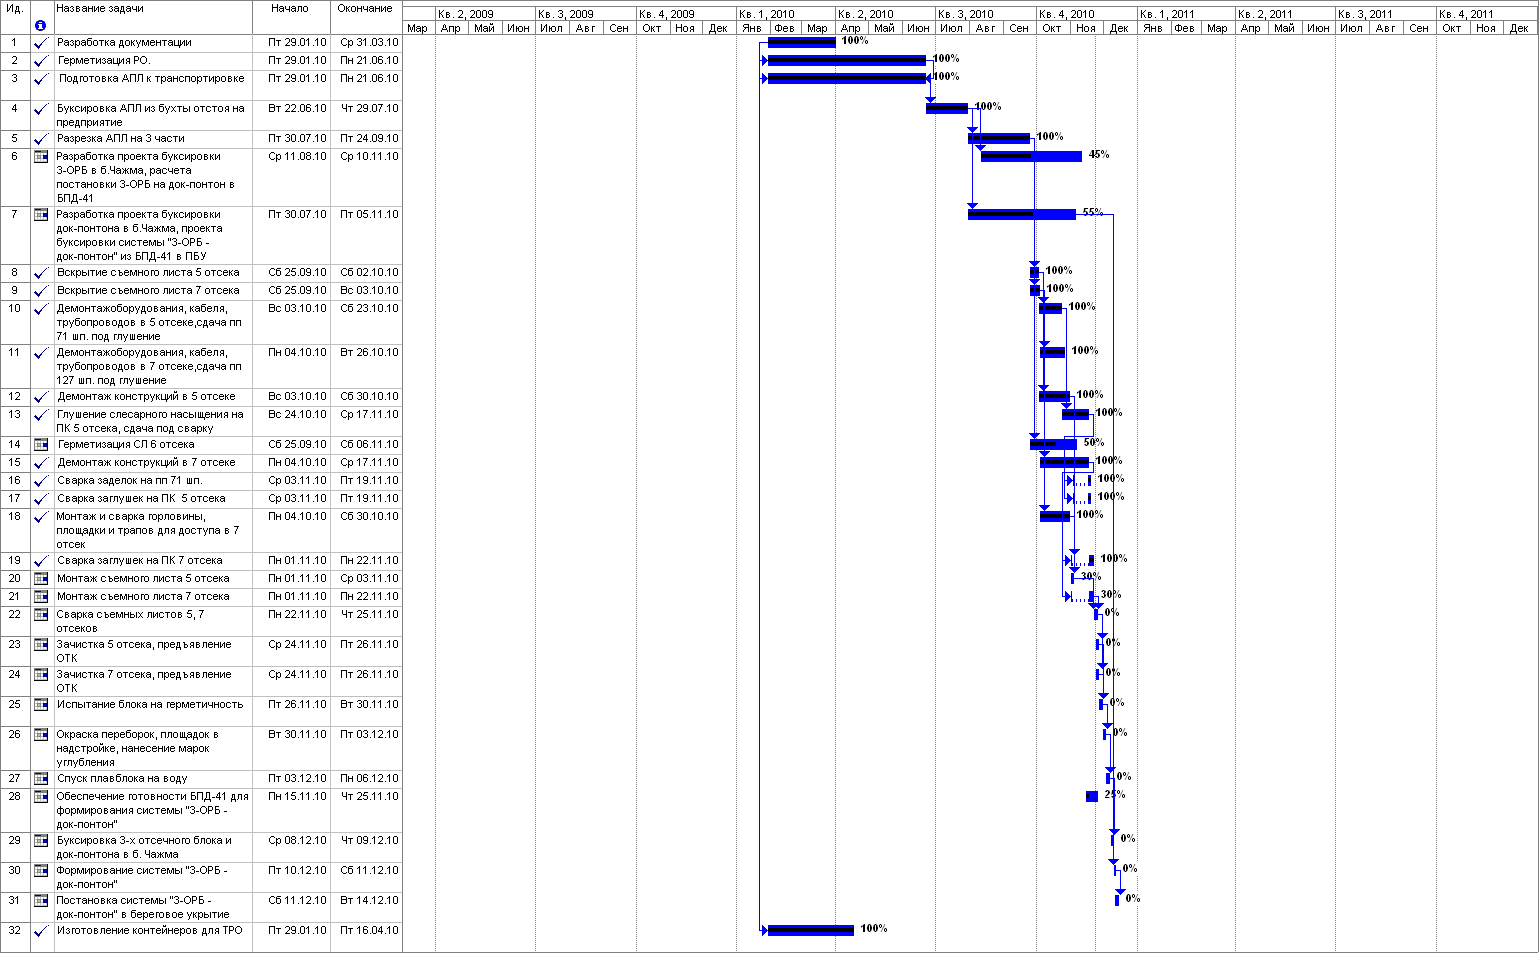 Ид. Название задачи Начало Окончание Кв. 2, 2009 Кв. 3, 2009 Кв. 4, 2009 Кв. 1, 2010 Кв. 2, 2010 Кв. 3, 2010 Кв. 4, 2010 Кв. 1, 2011 Кв. 2, 2011 Кв. 3, 2011 Кв. 4, 2011
Мар Апр Май Июн Июл Авг Сен Окт Ноя Дек Янв Фев Мар Апр Май Июн Июл Авг Сен Окт Ноя Дек Янв Фев Мар Апр Май Июн Июл Авг Сен Окт Ноя Дек
1 Разработка документации Пт 29.01.10 Ср 31.03.10 100%
2 Герметизация РО. Пт 29.01.10 Пн 21.06.10 100%
3 Подготовка АПЛ к транспортировке Пт 29.01.10 Пн 21.06.10 100%
4 Буксировка АПЛ из бухты отстоя на Вт 22.06.10 Чт 29.07.10 100%
предприятие
5 Разрезка АПЛ на 3 части Пт 30.07.10 Пт 24.09.10 100%
6 Разработка проекта буксировки Ср 11.08.10 Ср 10.11.10 45%
3-ОРБ в б.Чажма, расчета
постановки 3-ОРБ на док-понтон в
БПД-41
7 Разработка проекта буксировки Пт 30.07.10 Пт 05.11.10 55%
док-понтона в б.Чажма, проекта
буксировки системы "3-ОРБ -
док-понтон" из БПД-41 в ПБУ
8 Вскрытие съемного листа 5 отсека Сб 25.09.10 Сб 02.10.10 100%
9 Вскрытие съемного листа 7 отсека Сб 25.09.10 Вс 03.10.10 100%
10 Демонтажоборудования, кабеля, Вс 03.10.10 Сб 23.10.10 100%
трубопроводов в 5 отсеке,сдача пп
71 шп. под глушение
11 Демонтажоборудования, кабеля, Пн 04.10.10 Вт 26.10.10 100%
трубопроводов в 7 отсеке,сдача пп
127 шп. под глушение
12 Демонтаж конструкций в 5 отсеке Вс 03.10.10 Сб 30.10.10 100%
13 Глушение слесарного насыщения на Вс 24.10.10 Ср 17.11.10 100%
ПК 5 отсека, сдача под сварку
14 Герметизация СЛ 6 отсека Сб 25.09.10 Сб 06.11.10 50%
15 Демонтаж конструкций в 7 отсеке Пн 04.10.10 Ср 17.11.10 100%
16 Сварка заделок на пп 71 шп. Ср 03.11.10 Пт 19.11.10 100%
17 Сварка заглушек на ПК 5 отсека Ср 03.11.10 Пт 19.11.10 100%
18 Монтаж и сварка горловины, Пн 04.10.10 Сб 30.10.10 100%
площадки и трапов для доступа в 7
отсек
19 Сварка заглушек на ПК 7 отсека Пн 01.11.10 Пн 22.11.10 100%
20 Монтаж съемного листа 5 отсека Пн 01.11.10 Ср 03.11.10 30%
21 Монтаж съемного листа 7 отсека Пн 01.11.10 Пн 22.11.10 30%
22 Сварка съемных листов 5, 7 Пн 22.11.10 Чт 25.11.10 0%
отсеков
23 Зачистка 5 отсека, предъявление Ср 24.11.10 Пт 26.11.10 0%
ОТК
24 Зачистка 7 отсека, предъявление Ср 24.11.10 Пт 26.11.10 0%
ОТК
25 Испытание блока на герметичность Пт 26.11.10 Вт 30.11.10 0%
26 Окраска переборок, площадок в Вт 30.11.10 Пт 03.12.10 0%
надстройке, нанесение марок
углубления
27 Спуск плавблока на воду Пт 03.12.10 Пн 06.12.10 0%
28 Обеспечение готовности БПД-41 для Пн 15.11.10 Чт 25.11.10 25%
формирования системы "3-ОРБ -
док-понтон"
29 Буксировка 3-х отсечного блока и Ср 08.12.10 Чт 09.12.10 0%
док-понтона в б. Чажма
30 Формирование системы "3-ОРБ - Пт 10.12.10 Сб 11.12.10 0%
док-понтон"
31 Постановка системы "3-ОРБ - Сб 11.12.10 Вт 14.12.10 0%
док-понтон" в береговое укрытие
32 Изготовление контейнеров для ТРО Пт 29.01.10 Пт 16.04.10 100%